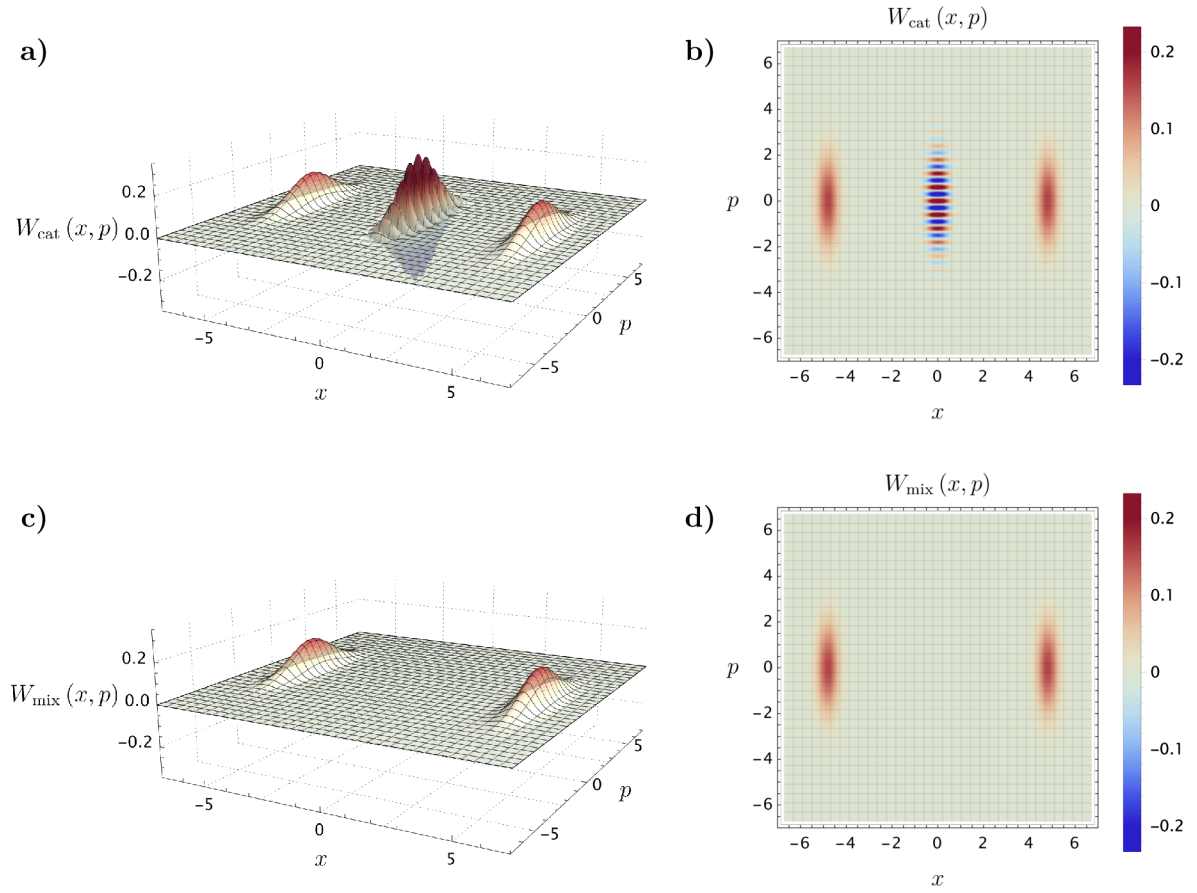 a)
0.2
W_cat (x, p) 0.0
−0.2
−5
0
5
x
−5
0
5
p
b)
W_cat (x, p)
6
4
2
p 0
−2
−4
−6
−6 −4 −2 0 2 4 6
x
0.2
0.1
0
−0.1
−0.2
c)
0.2
W_mix (x, p) 0.0
−0.2
−5
0
5
x
−5
0
5
p
d)
W_mix (x, p)
6
4
2
p 0
−2
−4
−6
−6 −4 −2 0 2 4 6
x
0.2
0.1
0
−0.1
−0.2